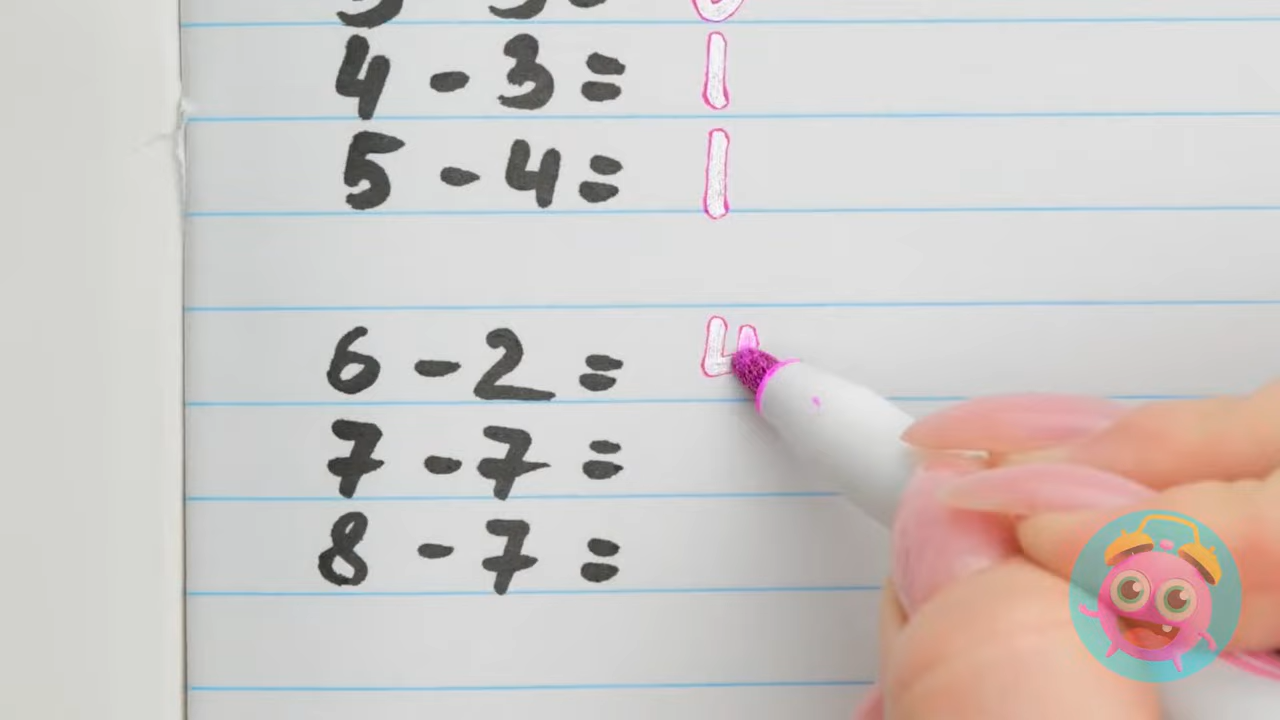 4 - 3 = 1
5 - 4 = 1
6 - 2 = 4
7 - 7 =
8 - 7 =